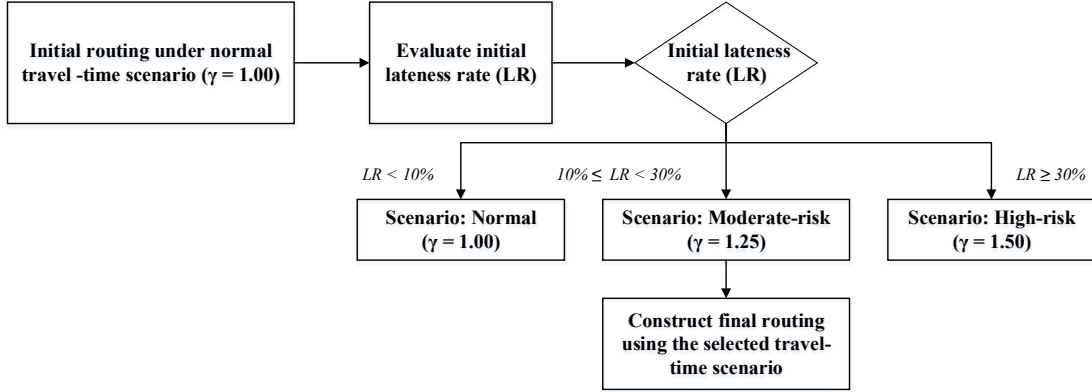 Initial routing under normal
travel -time scenario (γ = 1.00)
Evaluate initial
lateness rate (LR)
Initial lateness
rate (LR)
LR < 10%
10% ≤ LR < 30%
LR ≥ 30%
Scenario: Normal
(γ = 1.00)
Scenario: Moderate-risk
(γ = 1.25)
Scenario: High-risk
(γ = 1.50)
Construct final routing
using the selected travel-
time scenario